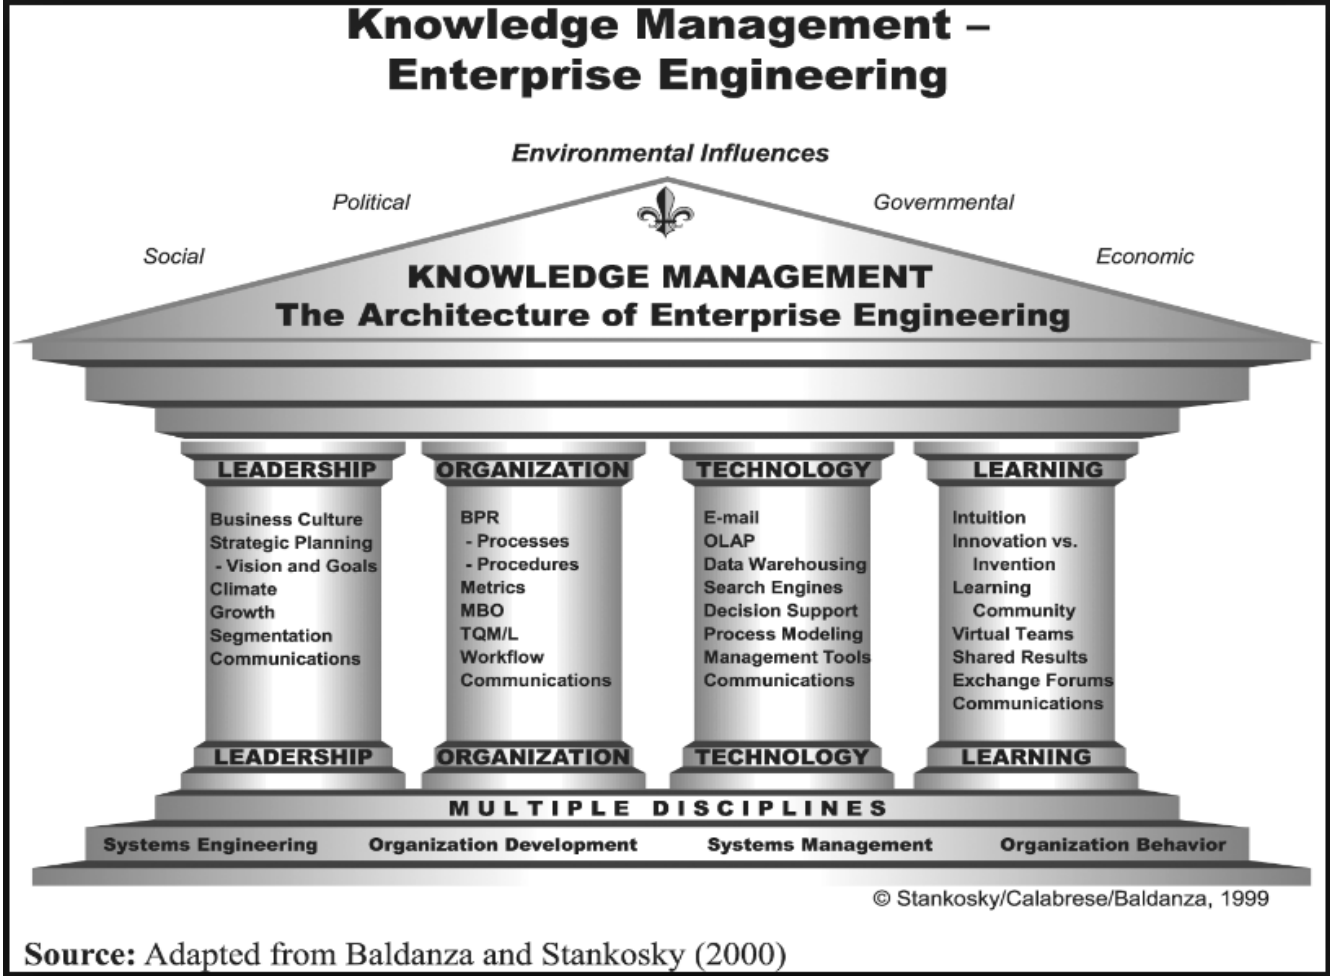 Knowledge Management –
Enterprise Engineering
Environmental Influences
Political
Governmental
Social
Economic
KNOWLEDGE MANAGEMENT
The Architecture of Enterprise Engineering
LEADERSHIP
Business Culture
Strategic Planning
- Vision and Goals
Climate
Growth
Segmentation
Communications
LEADERSHIP
ORGANIZATION
BPR
- Processes
- Procedures
Metrics
MBO
TQM/L
Workflow
Communications
ORGANIZATION
TECHNOLOGY
E-mail
OLAP
Data Warehousing
Search Engines
Decision Support
Process Modeling
Management Tools
Communications
TECHNOLOGY
LEARNING
Intuition
Innovation vs.
Invention
Learning
Community
Virtual Teams
Shared Results
Exchange Forums
Communications
LEARNING
MULTIPLE DISCIPLINES
Systems Engineering Organization Development Systems Management Organization Behavior
© Stankosky/Calabrese/Baldanza, 1999
Source: Adapted from Baldanza and Stankosky (2000)